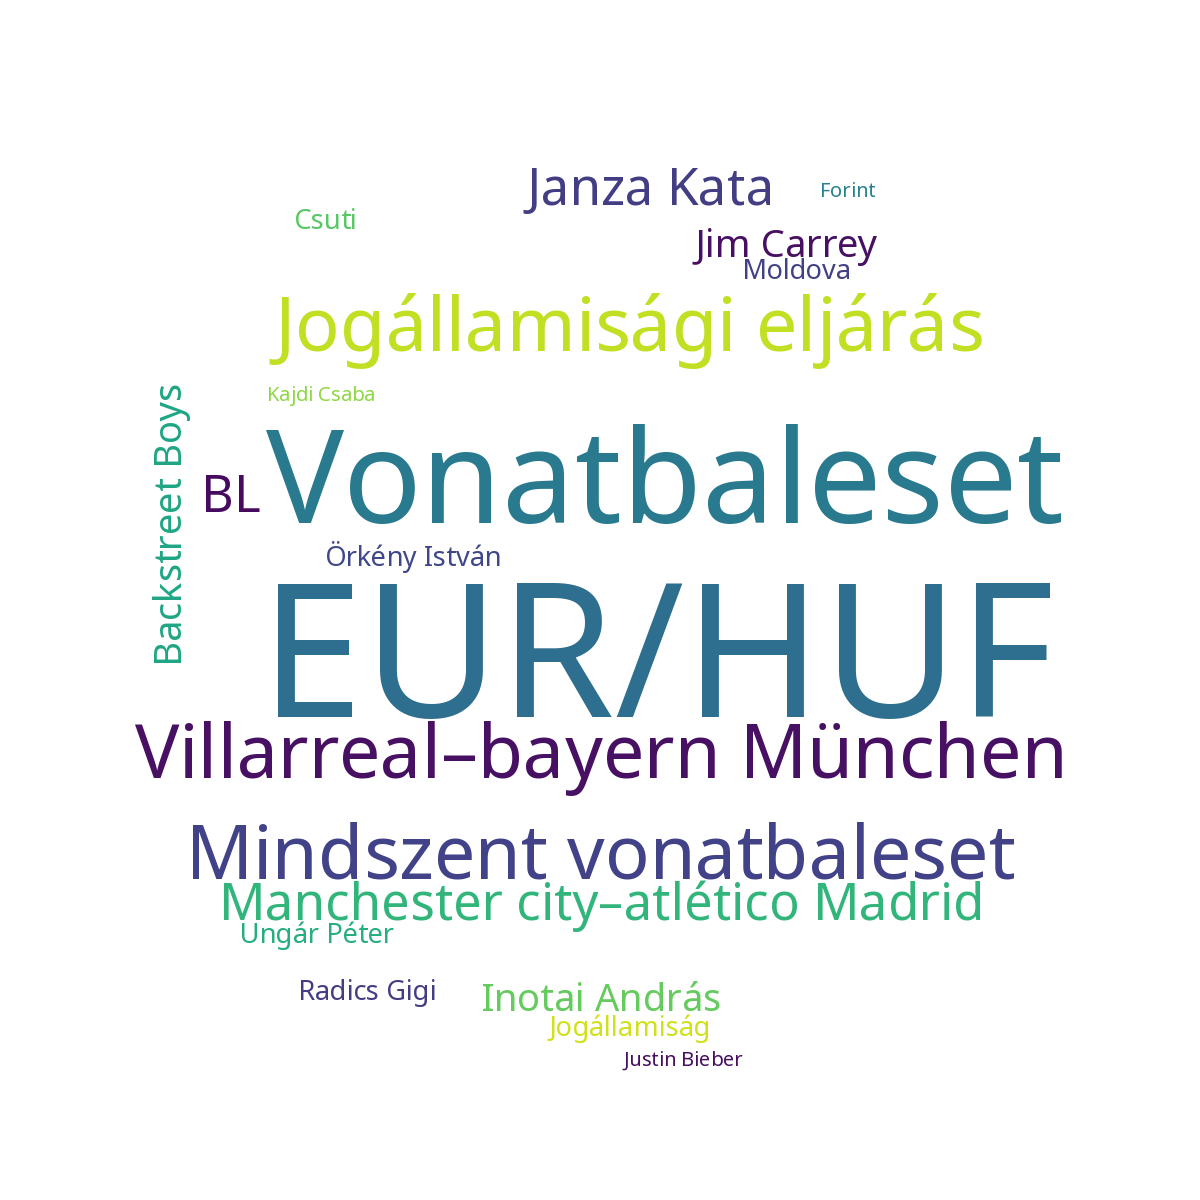 Janza Kata
Forint
Csuti
Jim Carrey
Moldova
Jogállamisági eljárás
Kajdi Csaba
Backstreet Boys
Vonatbaleset
BL
Örkény István
EUR/HUF
Villarreal–bayern München
Mindszent vonatbaleset
Manchester city–atlético Madrid
Ungár Péter
Radics Gigi
Inotai András
Jogállamiság
Justin Bieber